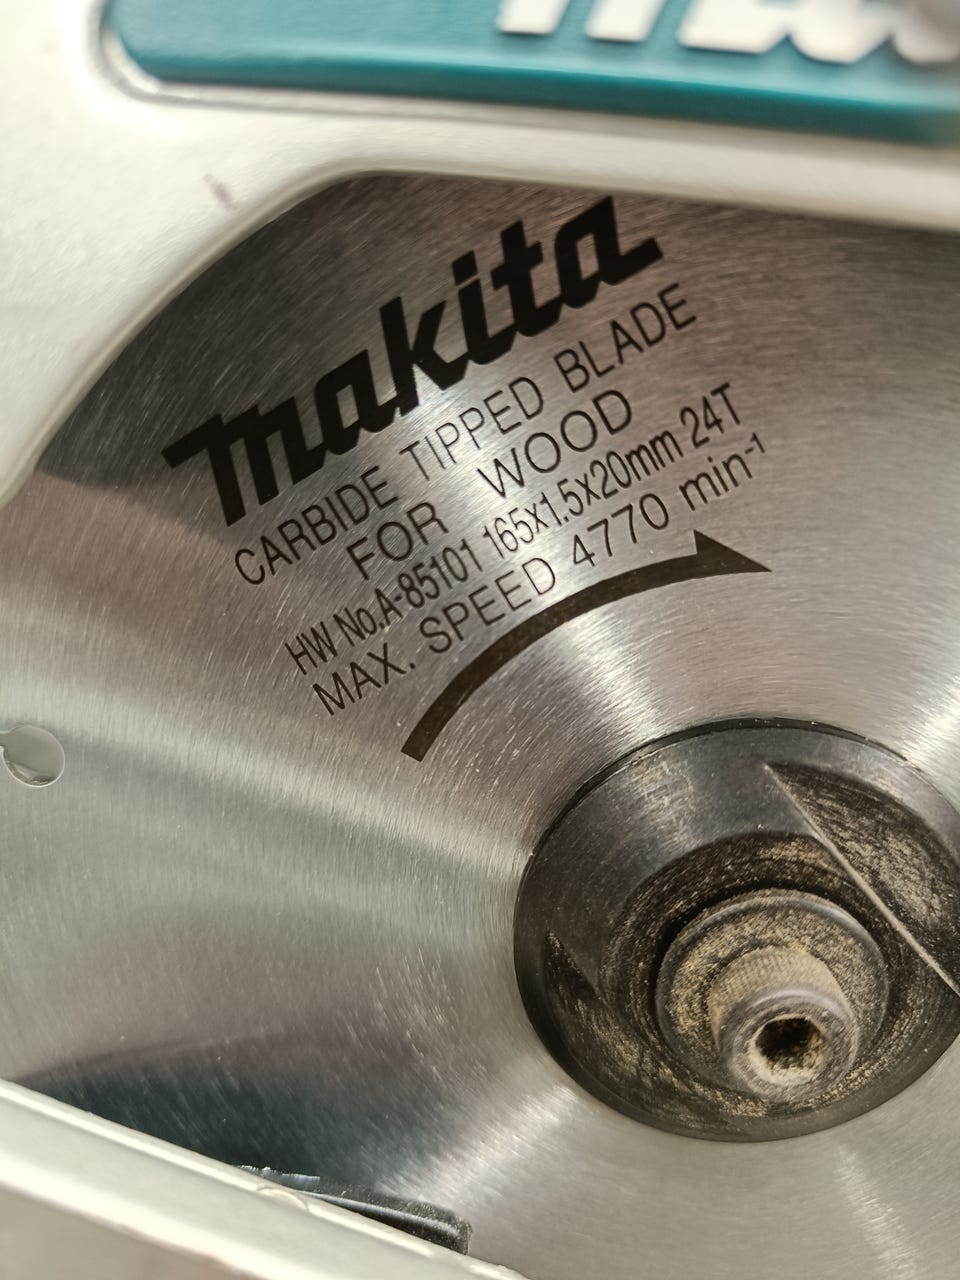 makita
CARBIDE TIPPED BLADE
FOR WOOD
HW No.A-85101 165x1.5x20mm 24T
MAX. SPEED 4770 min⁻¹